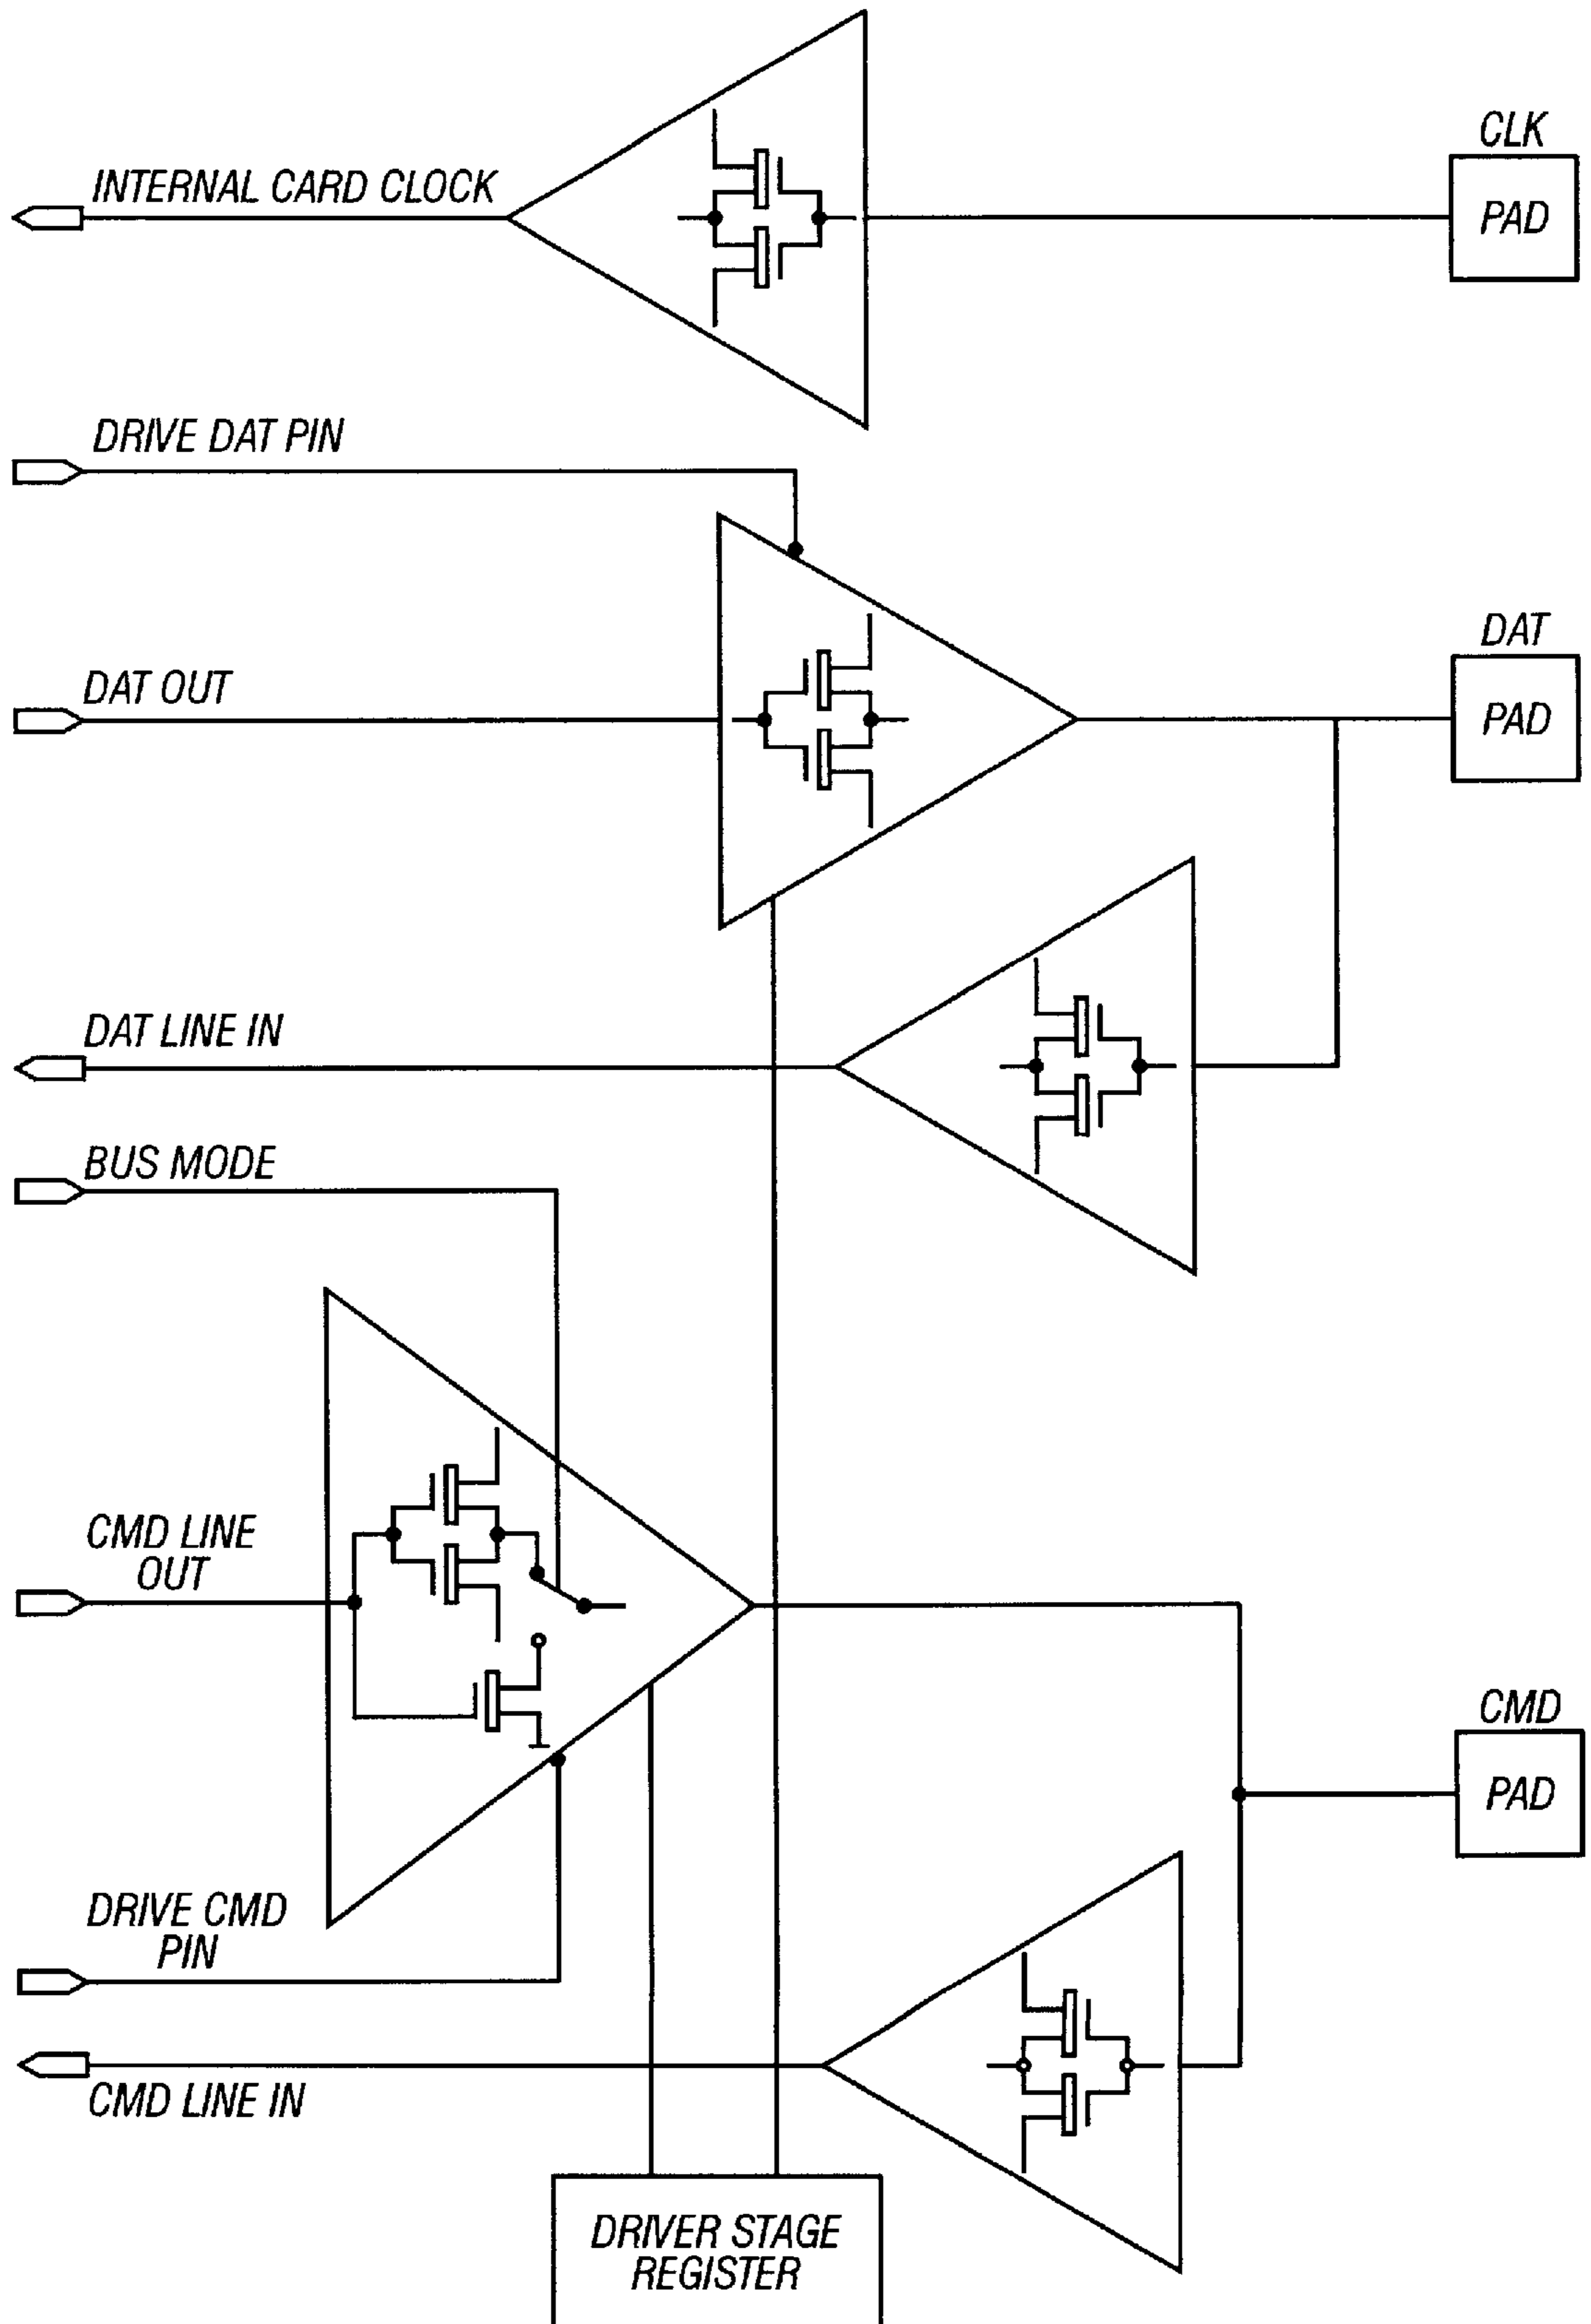 CLK
INTERNAL CARD CLOCK
PAD
DRIVE DAT PIN
DAT
DAT OUT
PAD
DAT LINE IN
BUS MODE
CMD LINE
OUT
CMD
PAD
DRIVE CMD
PIN
CMD LINE IN
DRIVER STAGE
REGISTER